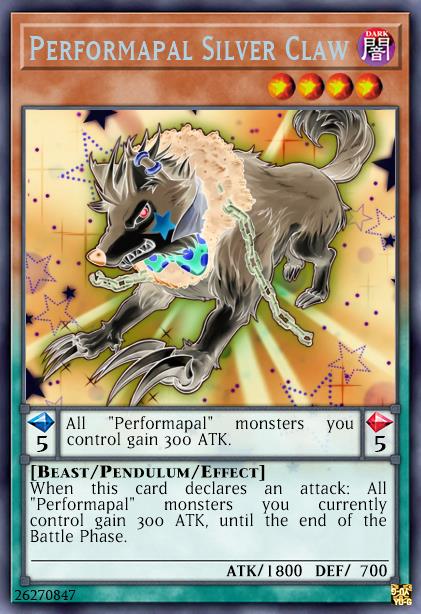 Performapal Silver Claw
DARK
闇
All "Performapal" monsters you
control gain 300 ATK.
5
5
[Beast/Pendulum/Effect]
When this card declares an attack: All
"Performapal" monsters you currently
control gain 300 ATK, until the end of the
Battle Phase.
ATK/1800 DEF/ 700
26270847